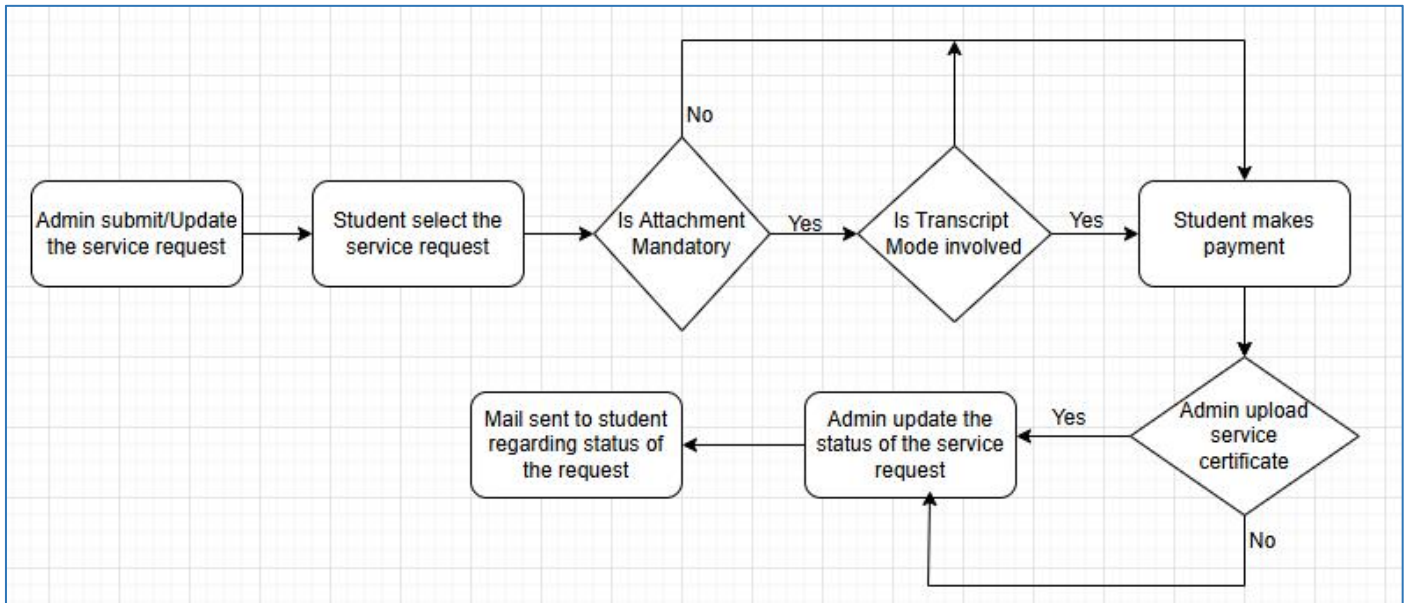 Admin submit/Update
the service request
Student select the
service request
No
Is Attachment
Mandatory
Yes
Is Transcript
Mode involved
Yes
Student makes
payment
Admin upload
service
certificate
Yes
No
Admin update the
status of the service
request
Mail sent to student
regarding status of
the request